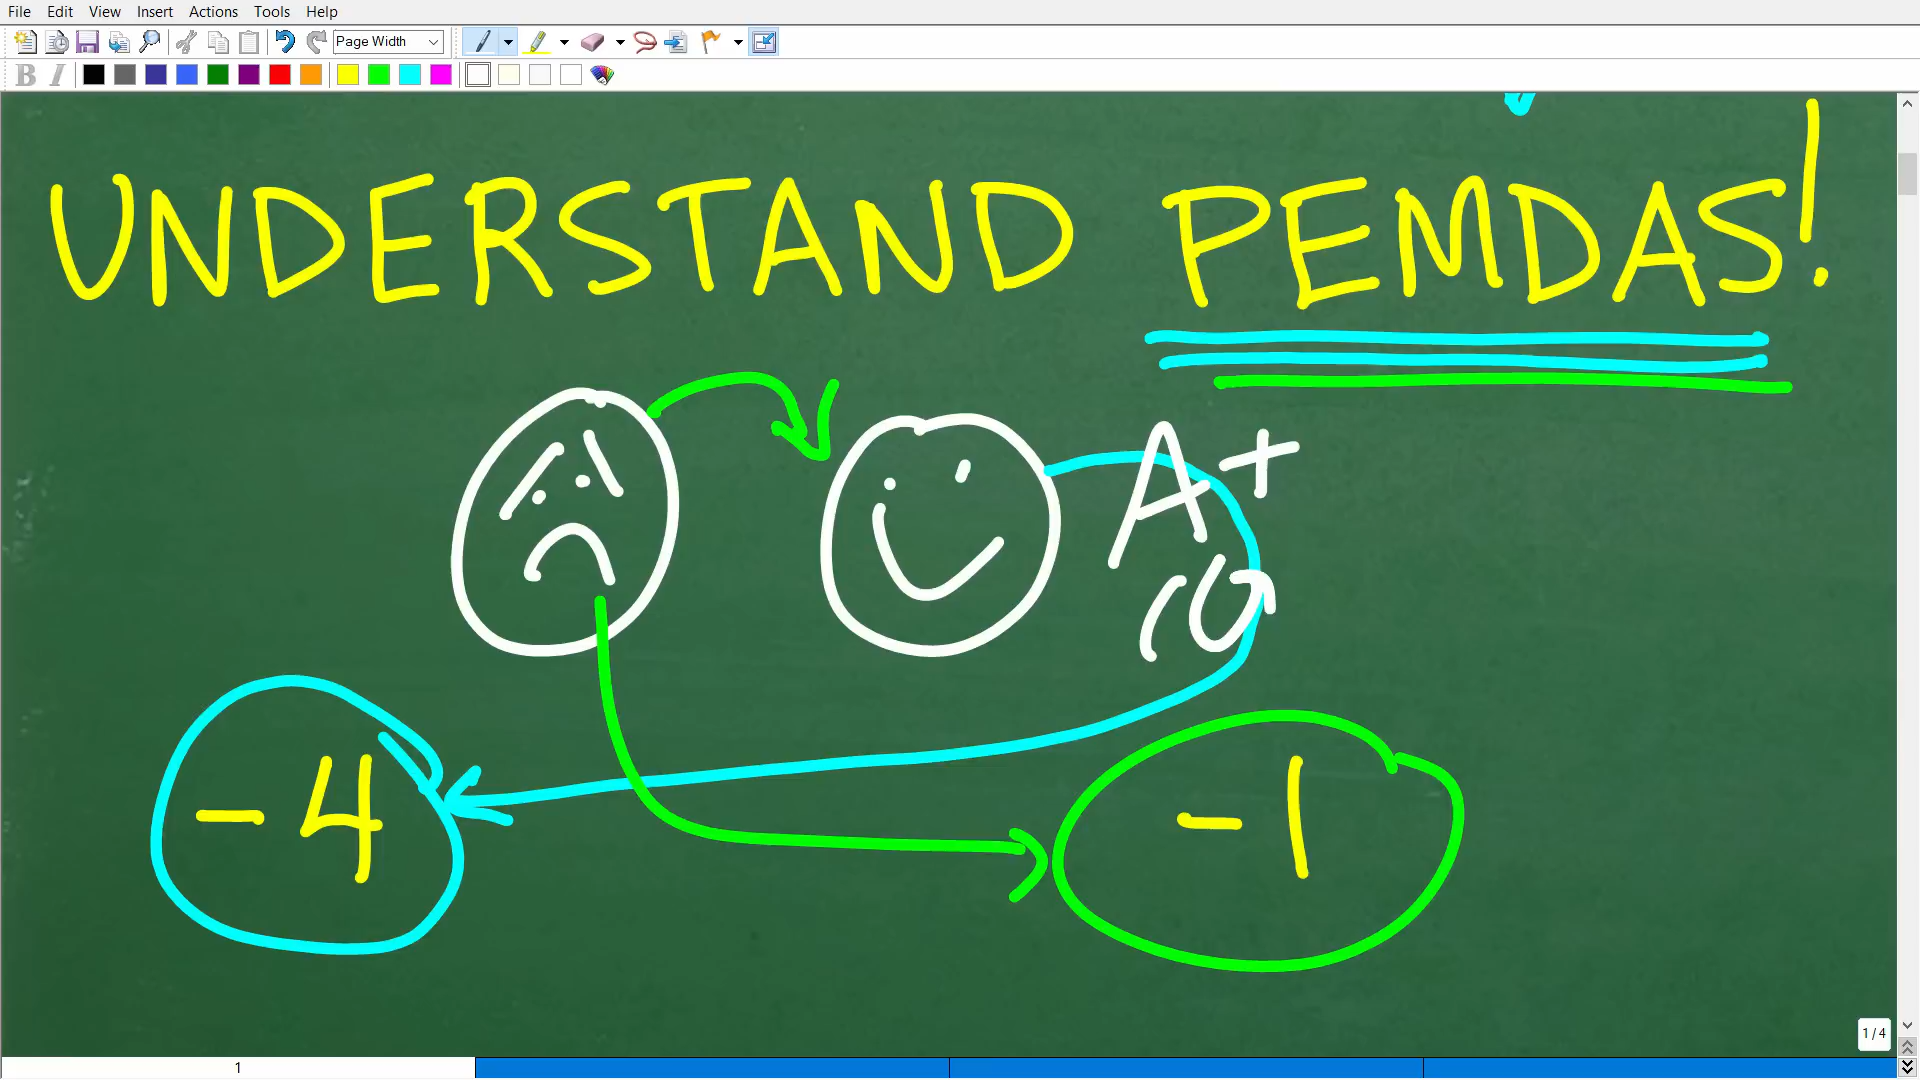 File Edit View Insert Actions Tools Help
Page Width
B I
UNDERSTAND PEMDAS!
A+
- 4
- 1
1 / 4
1